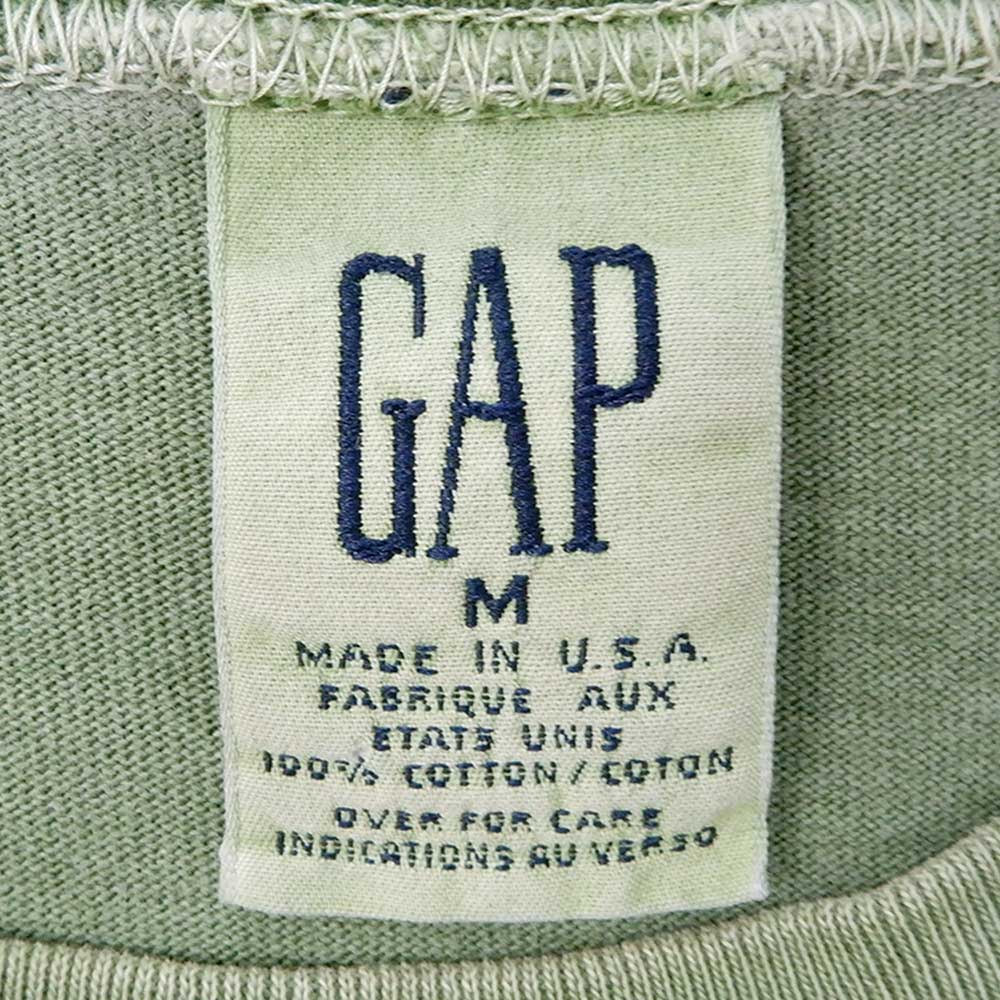 GAP
M
MADE IN U.S.A.
FABRIQUE AUX
ETATS UNIS
100% COTTON / COTON
OVER FOR CARE
INDICATIONS AU VERSO